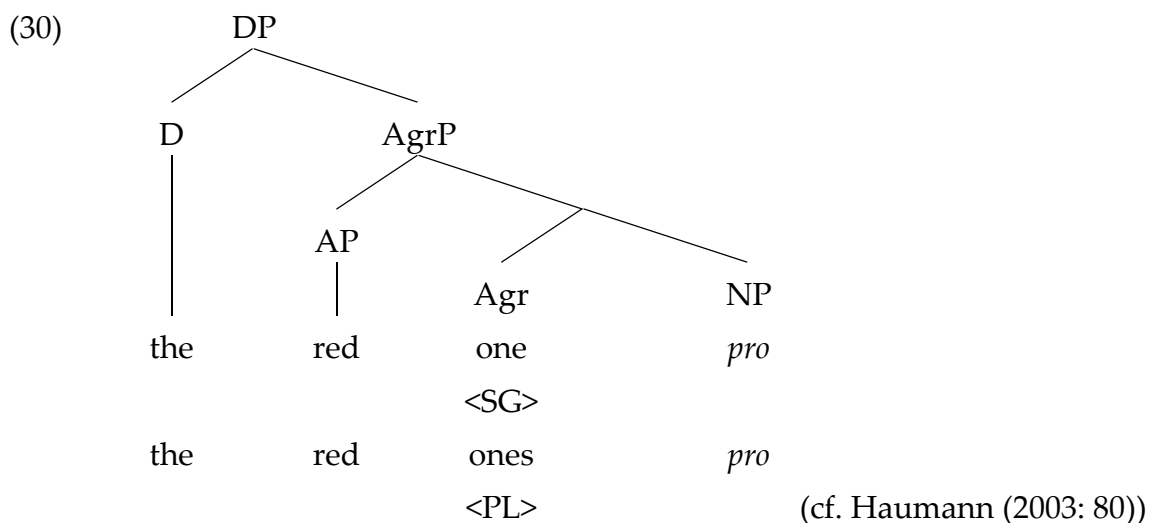 (30) DP
D AgrP
AP
Agr NP
the red one pro
<SG>
the red ones pro
<PL> (cf. Haumann (2003: 80))